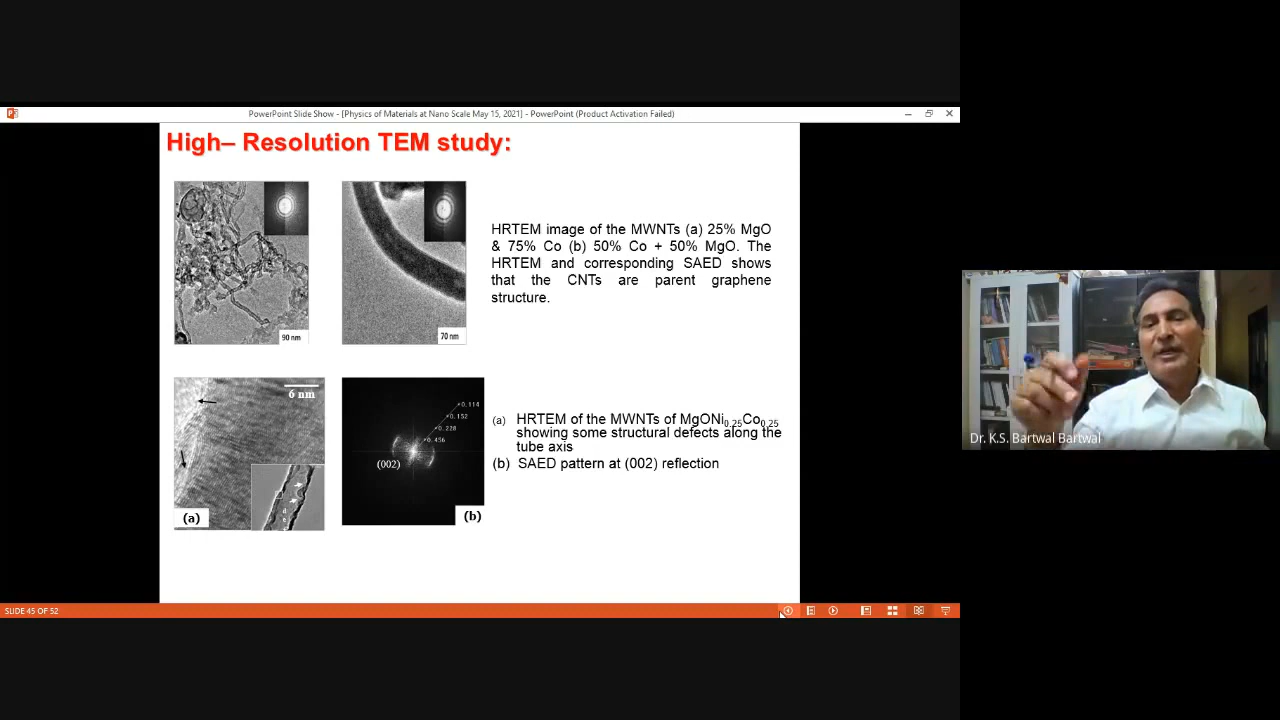 PowerPoint Slide Show - [Physics of Materials at Nano Scale May 15, 2021] - PowerPoint (Product Activation Failed)
High– Resolution TEM study:
90 nm
70 nm
HRTEM image of the MWNTs (a) 25% MgO
& 75% Co (b) 50% Co + 50% MgO. The
HRTEM and corresponding SAED shows
that the CNTs are parent graphene
structure.
6 nm
(a)
0.114
0.152
0.228
0.456
(002)
(b)
(a) HRTEM of the MWNTs of MgONi0.25Co0.25
showing some structural defects along the
tube axis
(b) SAED pattern at (002) reflection
Dr. K.S. Bartwal Bartwal
SLIDE 45 OF 52